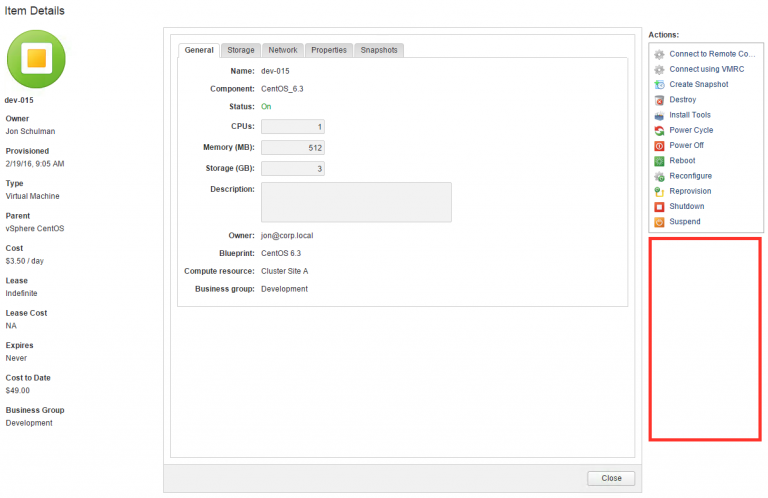 Item Details
dev-015
Owner
Jon Schulman
Provisioned
2/19/16, 9:05 AM
Type
Virtual Machine
Parent
vSphere CentOS
Cost
$3.50 / day
Lease
Indefinite
Lease Cost
NA
Expires
Never
Cost to Date
$49.00
Business Group
Development
General Storage Network Properties Snapshots
Name: dev-015
Component: CentOS_6.3
Status: On
CPUs: 1
Memory (MB): 512
Storage (GB): 3
Description:
Owner: jon@corp.local
Blueprint: CentOS 6.3
Compute resource: Cluster Site A
Business group: Development
Close
Actions:
Connect to Remote Co...
Connect using VMRC
Create Snapshot
Destroy
Install Tools
Power Cycle
Power Off
Reboot
Reconfigure
Reprovision
Shutdown
Suspend